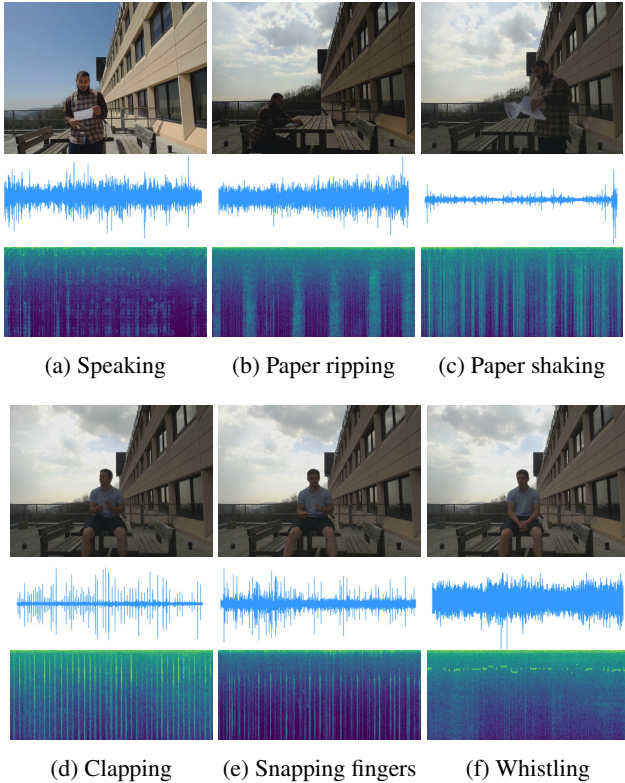 (a) Speaking
(b) Paper ripping
(c) Paper shaking
(d) Clapping
(e) Snapping fingers
(f) Whistling